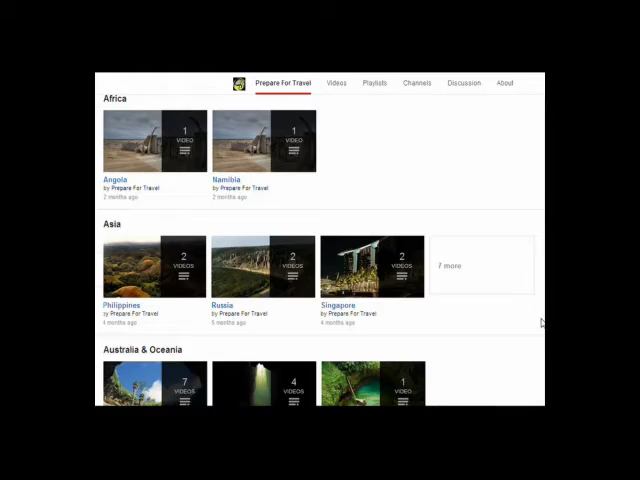 Prepare For Travel Videos Playlists Channels Discussion About
Africa
1 VIDEO
1 VIDEO
Angola Namibia
by Prepare For Travel by Prepare For Travel
2 months ago 2 months ago
Asia
2 VIDEOS
2 VIDEOS
2 VIDEOS
7 more
Philippines Russia Singapore
by Prepare For Travel by Prepare For Travel by Prepare For Travel
4 months ago 5 months ago 4 months ago
Australia & Oceania
7 VIDEOS
4 VIDEOS
1 VIDEO